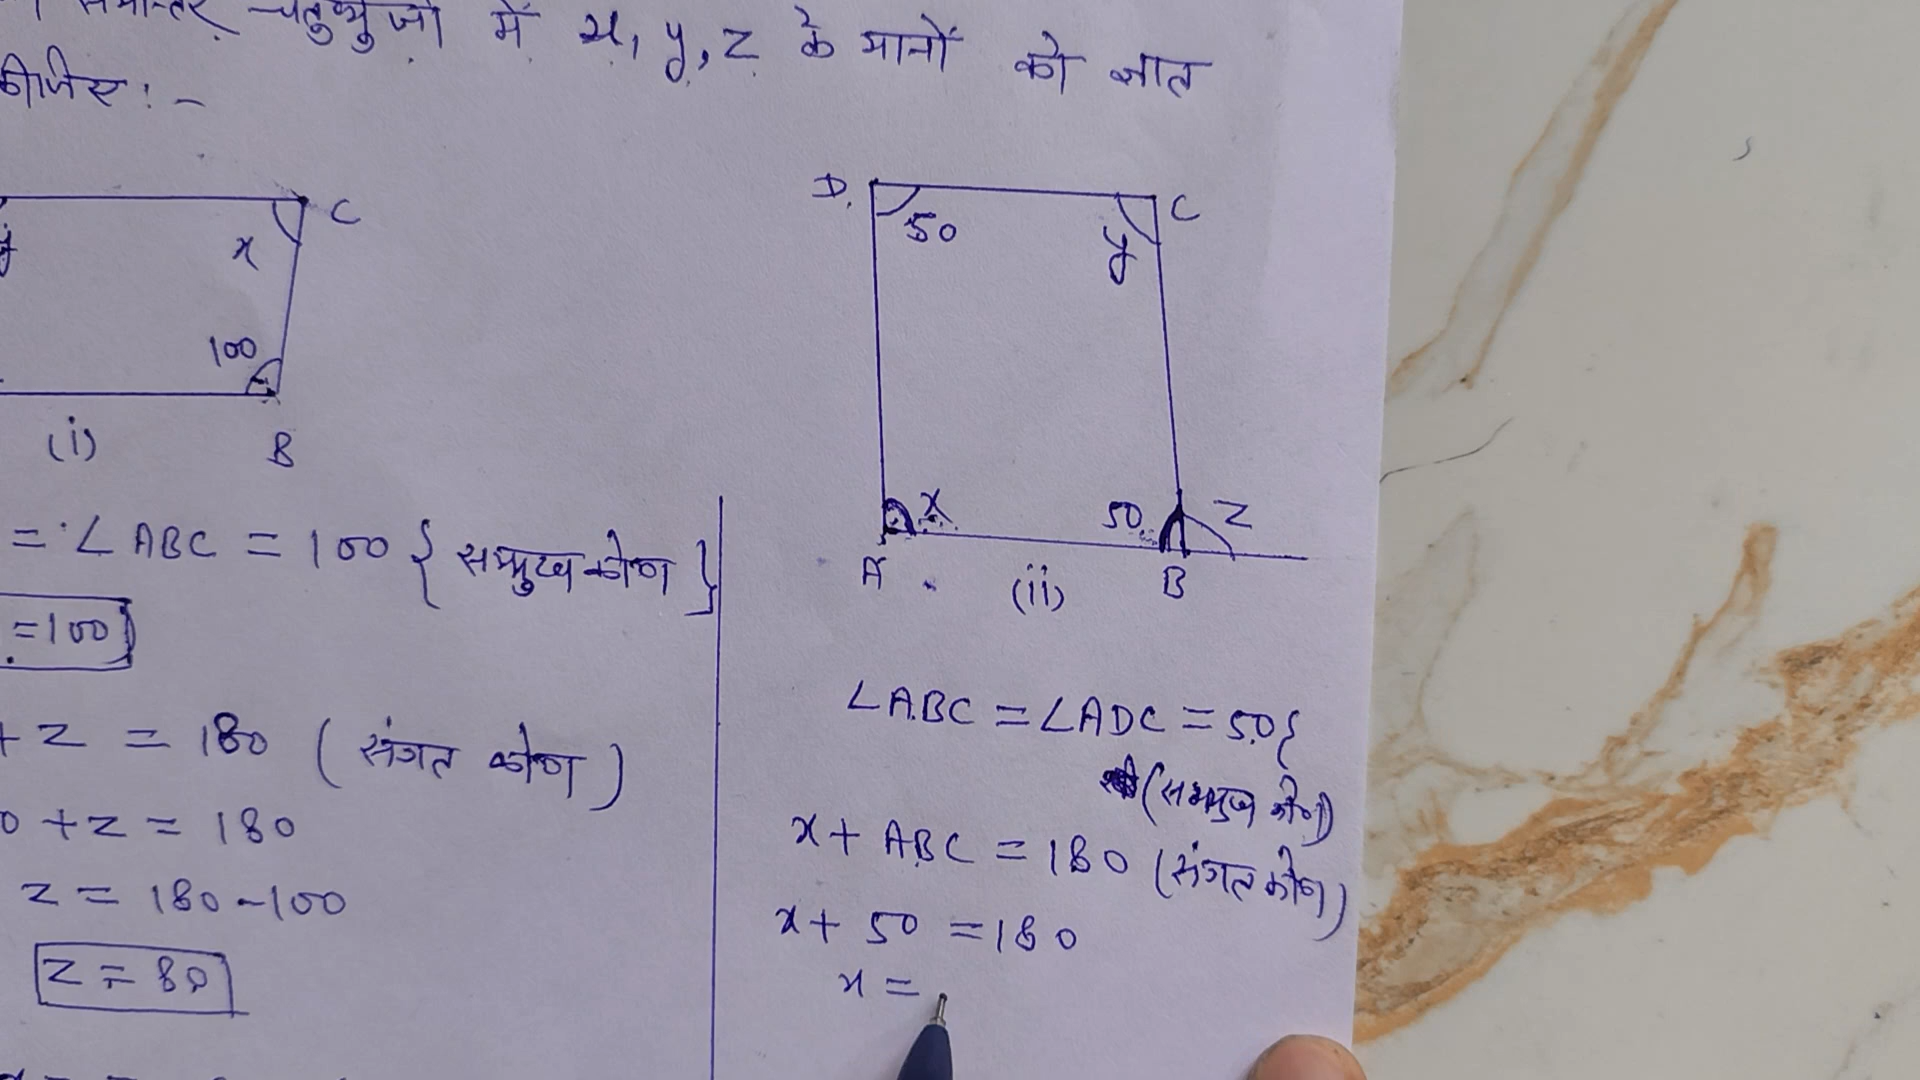 समान्तर चतुर्भुजों में x, y, z के मानों को ज्ञात
कीजिए :-
C
y
x
100
(i)
B
D
50
C
y
x
50
z
A
(ii)
B
= ∠ABC = 100 { सम्मुख कोण }
= 100
+ z = 180 ( संगत कोण )
0 + z = 180
z = 180 - 100
z = 80
∠ABC = ∠ADC = 50 {
(सम्मुख कोण)
x + ABC = 180 (संगत कोण)
x + 50 = 180
x =